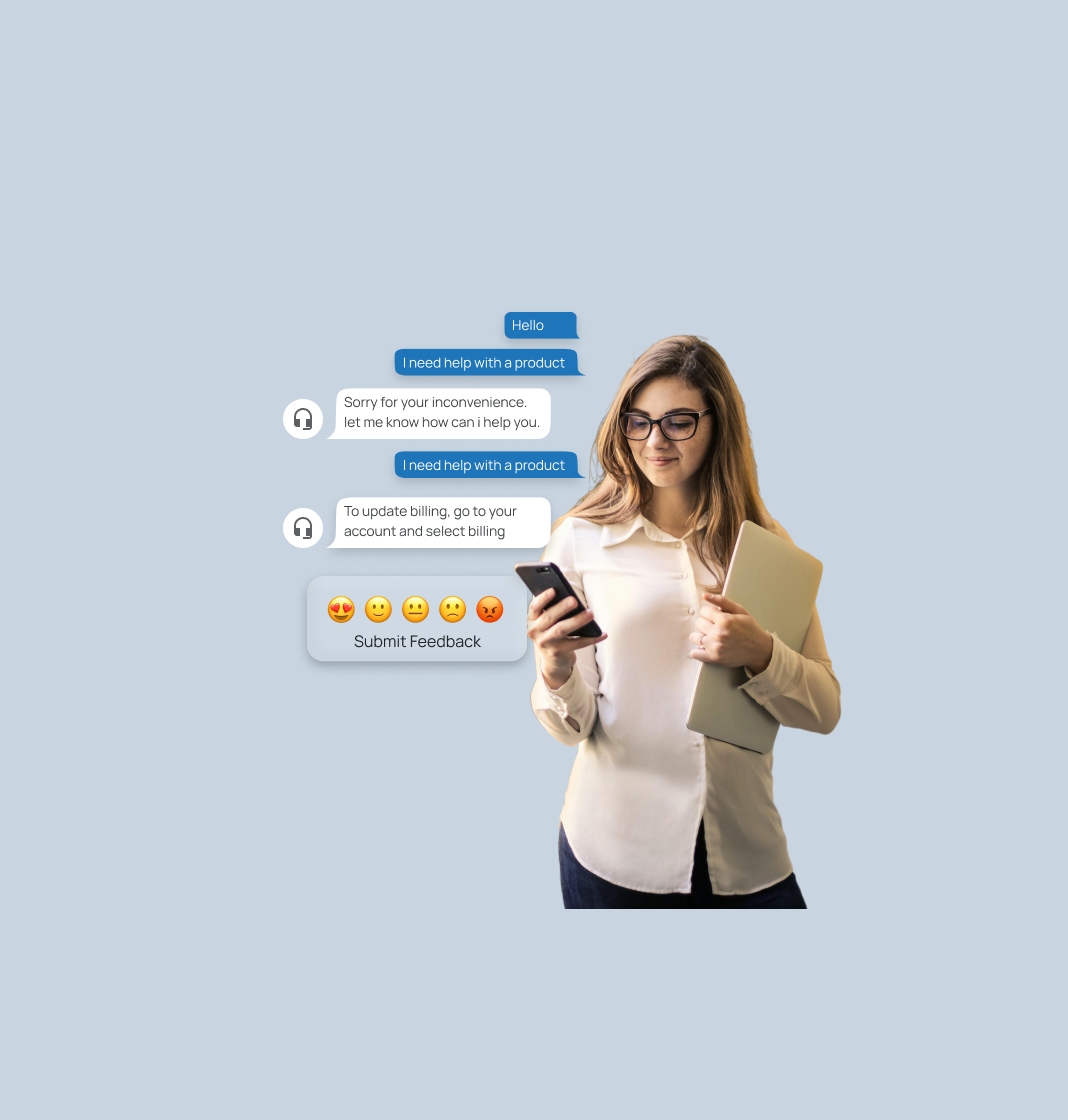 Hello
I need help with a product
Sorry for your inconvenience.
let me know how can i help you.
I need help with a product
To update billing, go to your
account and select billing
Submit Feedback